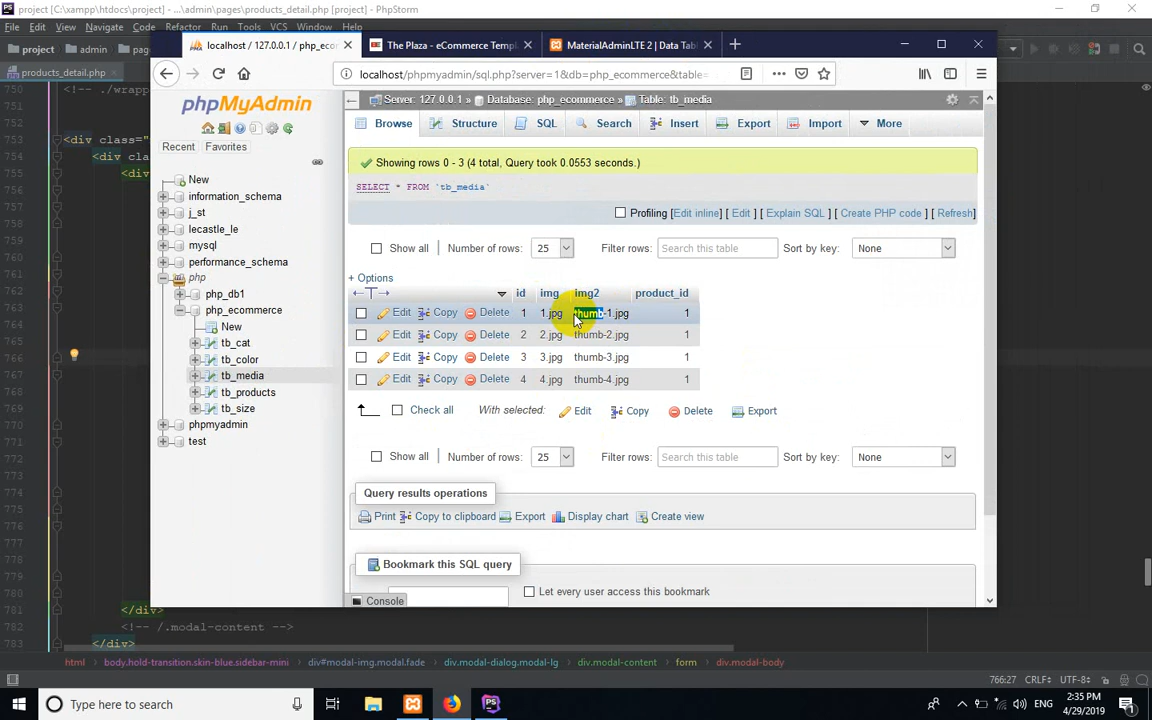 project [C:\xampp\htdocs\project] - ...\admin\pages\products_detail.php [project] - PhpStorm
File Edit View Navigate Code Refactor Run Tools VCS Window Help
project admin pag
products_detail.php
localhost / 127.0.0.1 / php_eco
The Plaza - eCommerce Templ
MaterialAdminLTE 2 | Data Tab
localhost/phpmyadmin/sql.php?server=1&db=php_ecommerce&table=
phpMyAdmin
Recent Favorites
New
information_schema
j_st
lecastle_le
mysql
performance_schema
php
php_db1
php_ecommerce
New
tb_cat
tb_color
tb_media
tb_products
tb_size
phpmyadmin
test
Server: 127.0.0.1 » Database: php_ecommerce » Table: tb_media
Browse Structure SQL Search Insert Export Import More
Showing rows 0 - 3 (4 total, Query took 0.0553 seconds.)
SELECT * FROM `tb_media`
Profiling [Edit inline] [ Edit ] [ Explain SQL ] [ Create PHP code ] [ Refresh]
Show all Number of rows: 25 Filter rows: Search this table Sort by key: None
+ Options
id img img2 product_id
Edit Copy Delete 1 1.jpg thumb-1.jpg 1
Edit Copy Delete 2 2.jpg thumb-2.jpg 1
Edit Copy Delete 3 3.jpg thumb-3.jpg 1
Edit Copy Delete 4 4.jpg thumb-4.jpg 1
Check all With selected: Edit Copy Delete Export
Show all Number of rows: 25 Filter rows: Search this table Sort by key: None
Query results operations
Print Copy to clipboard Export Display chart Create view
Bookmark this SQL query
Let every user access this bookmark
Console
750 <!-- ./wrapp
751
752
753 <div class="
754 <div cla
755 <div
757
758
759
760
761
762
763
764
765
766
767
768
769
770
771
772
773
774
775
776
777
778
779
780
781 </div>
782 <!-- /.modal-content -->
783 </div>
html body.hold-transition.skin-blue.sidebar-mini div#modal-img.modal.fade div.modal-dialog.modal-lg div.modal-content form div.modal-body
766:27 CRLF UTF-8
Type here to search
ENG
2:35 PM
4/29/2019
1